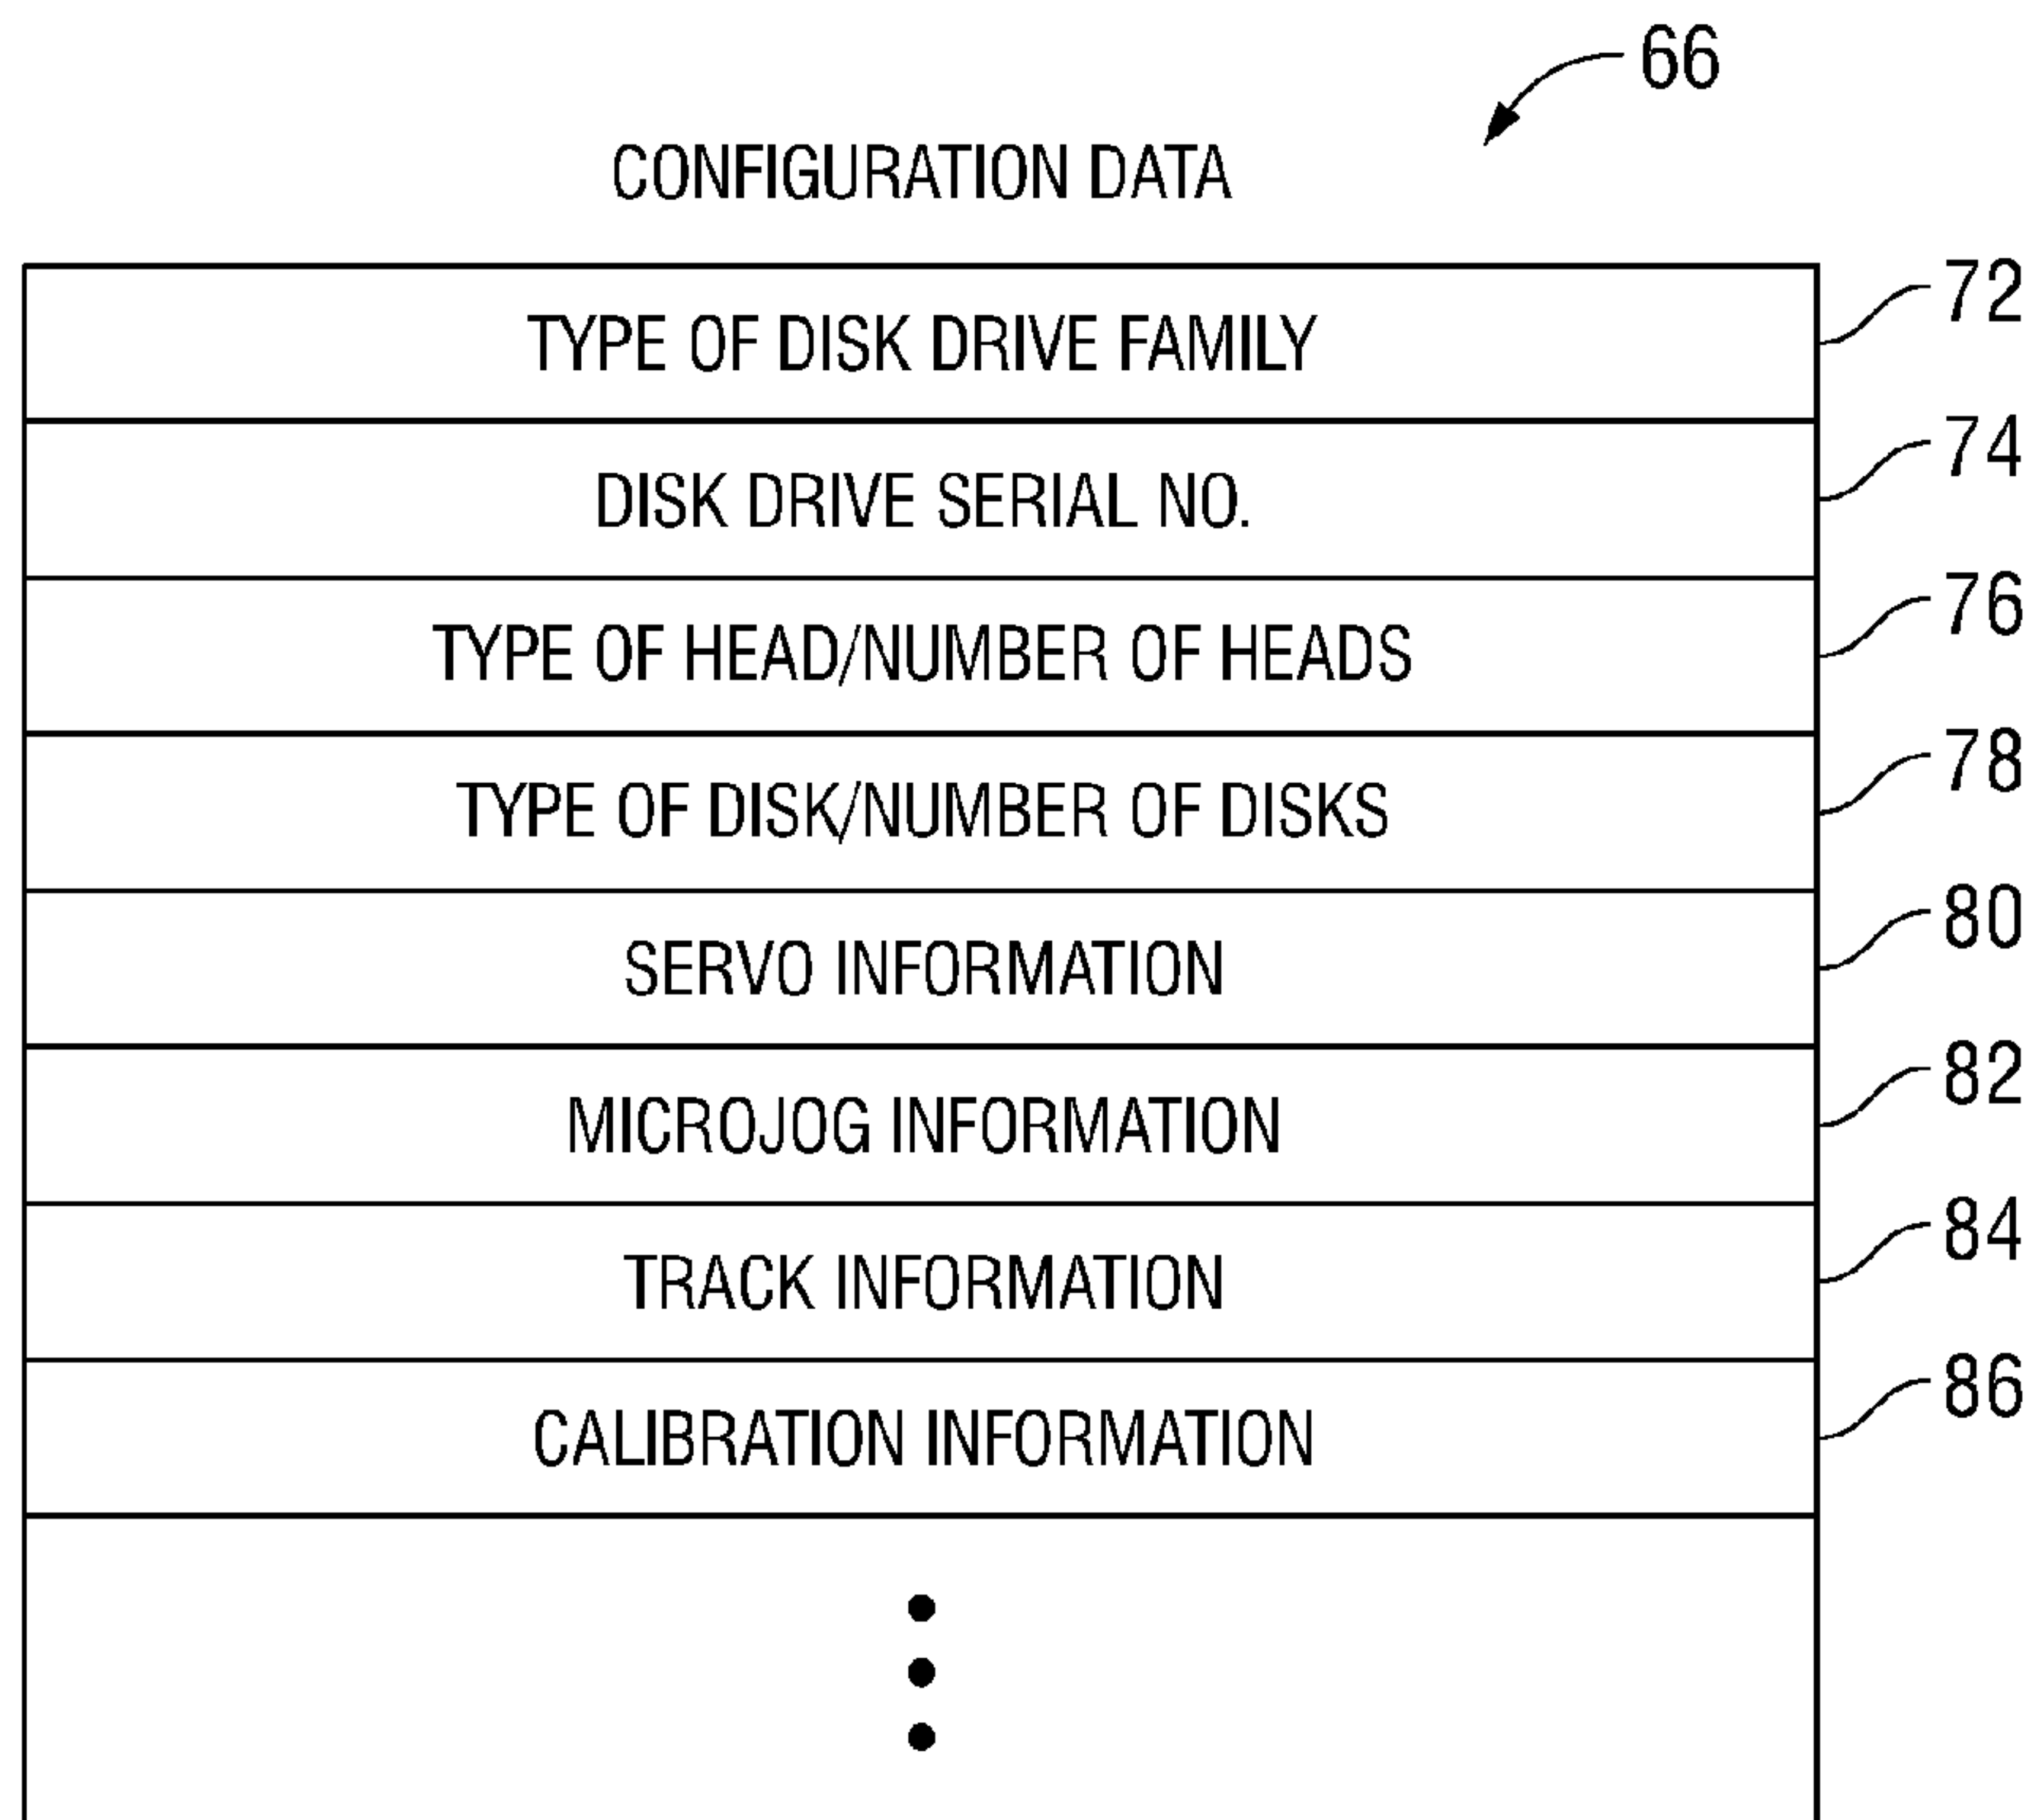 66
CONFIGURATION DATA
TYPE OF DISK DRIVE FAMILY 72
DISK DRIVE SERIAL NO. 74
TYPE OF HEAD/NUMBER OF HEADS 76
TYPE OF DISK/NUMBER OF DISKS 78
SERVO INFORMATION 80
MICROJOG INFORMATION 82
TRACK INFORMATION 84
CALIBRATION INFORMATION 86